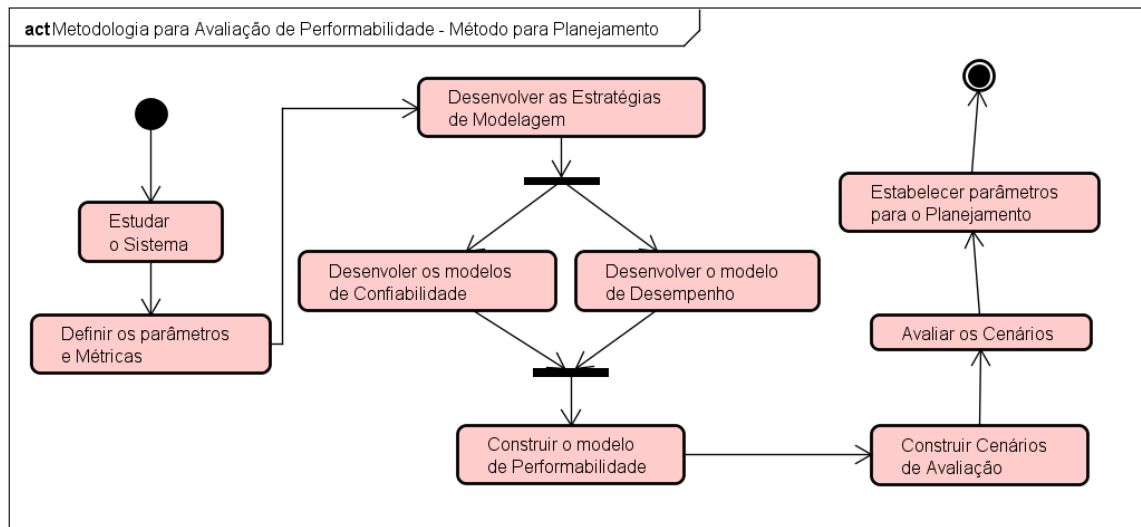 act Metodologia para Avaliação de Performabilidade - Método para Planejamento
Estudar
o Sistema
Definir os parâmetros
e Métricas
Desenvolver as Estratégias
de Modelagem
Desenvoler os modelos
de Confiabilidade
Desenvolver o modelo
de Desempenho
Construir o modelo
de Performabilidade
Construir Cenários
de Avaliação
Avaliar os Cenários
Estabelecer parâmetros
para o Planejamento